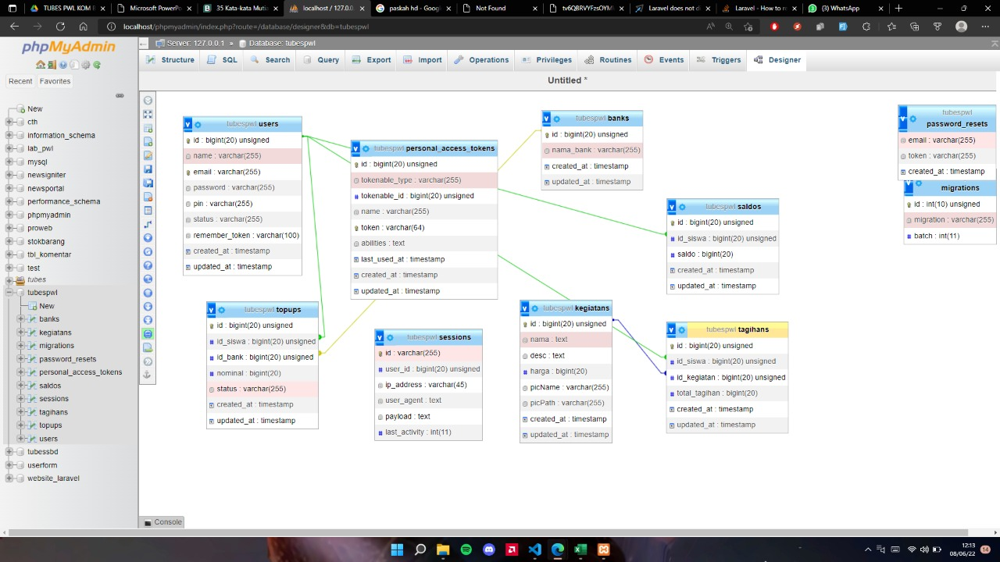 TUBES PWL KOM B
Microsoft PowerPo
35 Kata-kata Mutia
localhost / 127.0.0.1
paskah hd - Google
Not Found
tv6QBRVYFzsOYM
Laravel does not d
Laravel - How to r
(3) WhatsApp
localhost/phpmyadmin/index.php?route=/database/designer&db=tubespwl
phpMyAdmin
Recent
Favorites
New
cth
information_schema
lab_pwl
mysql
newsigniter
newsportal
performance_schema
phpmyadmin
proweb
stokbarang
tbl_komentar
test
tubes
tubespwl
New
banks
kegiatans
migrations
password_resets
personal_access_tokens
saldos
sessions
tagihans
topups
users
tubessbd
userform
website_laravel
Server: 127.0.0.1 » Database: tubespwl
Structure
SQL
Search
Query
Export
Import
Operations
Privileges
Routines
Events
Triggers
Designer
Untitled *
tubespwl users
id : bigint(20) unsigned
name : varchar(255)
email : varchar(255)
password : varchar(255)
pin : varchar(255)
status : varchar(255)
remember_token : varchar(100)
created_at : timestamp
updated_at : timestamp
tubespwl personal_access_tokens
id : bigint(20) unsigned
tokenable_type : varchar(255)
tokenable_id : bigint(20) unsigned
name : varchar(255)
token : varchar(64)
abilities : text
last_used_at : timestamp
created_at : timestamp
updated_at : timestamp
tubespwl banks
id : bigint(20) unsigned
nama_bank : varchar(255)
created_at : timestamp
updated_at : timestamp
tubespwl
password_resets
email : varchar(255)
token : varchar(255)
created_at : timestamp
migrations
id : int(10) unsigned
migration : varchar(255)
batch : int(11)
tubespwl saldos
id : bigint(20) unsigned
id_siswa : bigint(20) unsigned
saldo : bigint(20)
created_at : timestamp
updated_at : timestamp
tubespwl topups
id : bigint(20) unsigned
id_siswa : bigint(20) unsigned
id_bank : bigint(20) unsigned
nominal : bigint(20)
status : varchar(255)
created_at : timestamp
updated_at : timestamp
tubespwl sessions
id : varchar(255)
user_id : bigint(20) unsigned
ip_address : varchar(45)
user_agent : text
payload : text
last_activity : int(11)
tubespwl kegiatans
id : bigint(20) unsigned
nama : text
desc : text
harga : bigint(20)
picName : varchar(255)
picPath : varchar(255)
created_at : timestamp
updated_at : timestamp
tubespwl tagihans
id : bigint(20) unsigned
id_siswa : bigint(20) unsigned
id_kegiatan : bigint(20) unsigned
total_tagihan : bigint(20)
created_at : timestamp
updated_at : timestamp
Console
12:13
08/06/22
14